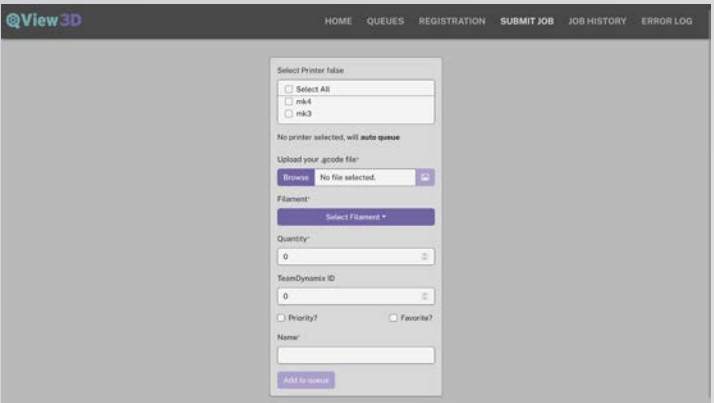 QView3D
HOME QUEUES REGISTRATION SUBMIT JOB JOB HISTORY ERROR LOG
Select Printer false
Select All
mk4
mk3
No printer selected, will auto queue
Upload your .gcode file*
Browse No file selected.
Filament*
Select Filament
Quantity*
0
TeamDynamix ID
0
Priority? Favorite?
Name*
Add to queue